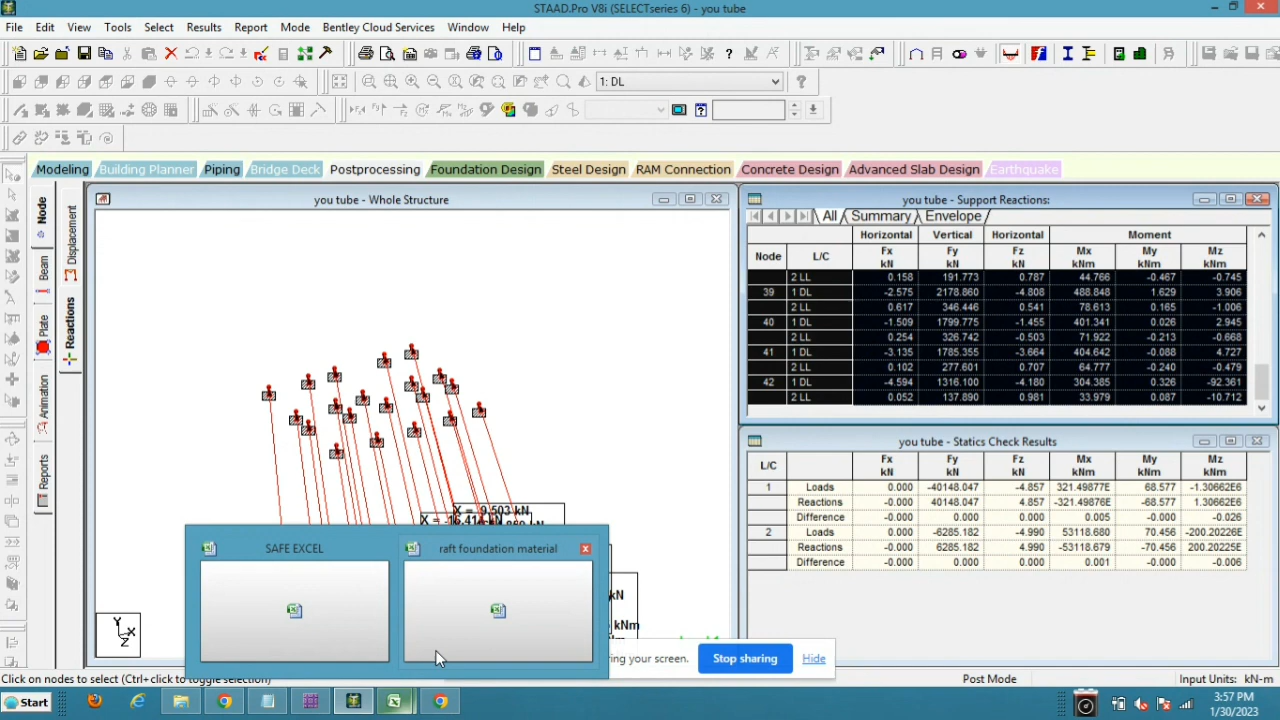 STAAD.Pro V8i (SELECTseries 6) - you tube
File Edit View Tools Select Results Report Mode Bentley Cloud Services Window Help
1: DL
Modeling Building Planner Piping Bridge Deck Postprocessing Foundation Design Steel Design RAM Connection Concrete Design Advanced Slab Design Earthquake
you tube - Whole Structure
Node
Beam
Plate
Animation
Reports
Displacement
Reactions
X = 9.503 kN
kN
kNm
Y
X
Z
you tube - Support Reactions:
All Summary Envelope
Horizontal Vertical Horizontal Moment
Node L/C Fx kN Fy kN Fz kN Mx kNm My kNm Mz kNm
2 LL 0.158 191.773 0.787 44.766 -0.467 -0.745
39 1 DL -2.575 2178.860 -4.808 488.848 1.629 3.906
2 LL 0.617 346.446 0.541 78.613 0.165 -1.006
40 1 DL -1.509 1799.775 -1.455 401.341 0.026 2.945
2 LL 0.254 326.742 -0.503 71.922 -0.213 -0.668
41 1 DL -3.135 1785.355 -3.664 404.642 -0.088 4.727
2 LL 0.102 277.601 0.707 64.777 -0.240 -0.479
42 1 DL -4.594 1316.100 -4.180 304.385 0.326 -92.361
2 LL 0.052 137.890 0.981 33.979 0.087 -10.712
you tube - Statics Check Results
L/C Fx kN Fy kN Fz kN Mx kNm My kNm Mz kNm
1 Loads 0.000 -40148.047 -4.857 321.49877E 68.577 -1.30662E6
Reactions -0.000 40148.047 4.857 -321.49876E -68.577 1.30662E6
Difference -0.000 -0.000 0.000 0.005 -0.000 -0.026
2 Loads 0.000 -6285.182 -4.990 53118.680 70.456 -200.20226E
Reactions -0.000 6285.182 4.990 -53118.679 -70.456 200.20225E
Difference -0.000 -0.000 0.000 0.001 -0.000 -0.006
SAFE EXCEL
raft foundation material
ring your screen. Stop sharing Hide
Click on nodes to select (Ctrl+click to toggle selection)
Post Mode Input Units: kN-m
Start
3:57 PM
1/30/2023